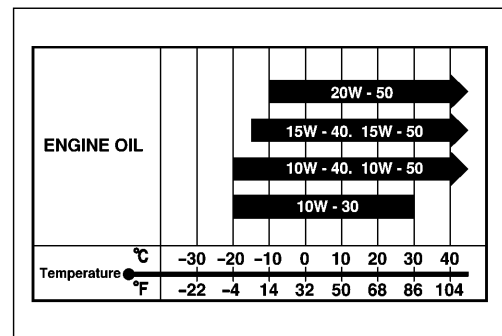 20W - 50
15W - 40. 15W - 50
ENGINE OIL
10W - 40. 10W - 50
10W - 30
°C -30 -20 -10 0 10 20 30 40
Temperature
°F -22 -4 14 32 50 68 86 104